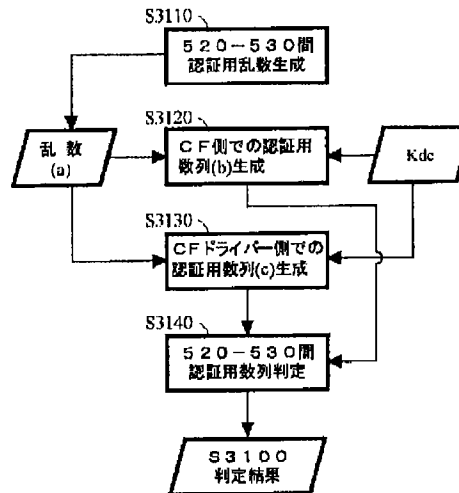 S3110
５２０－５３０間
認証用乱数生成
S3120
乱 数
(a)
ＣＦ側での認証用
数列(b)生成
Kdc
S3130
ＣＦドライバー側での
認証用数列(c)生成
S3140
５２０－５３０間
認証用数列判定
Ｓ３１００
判定結果